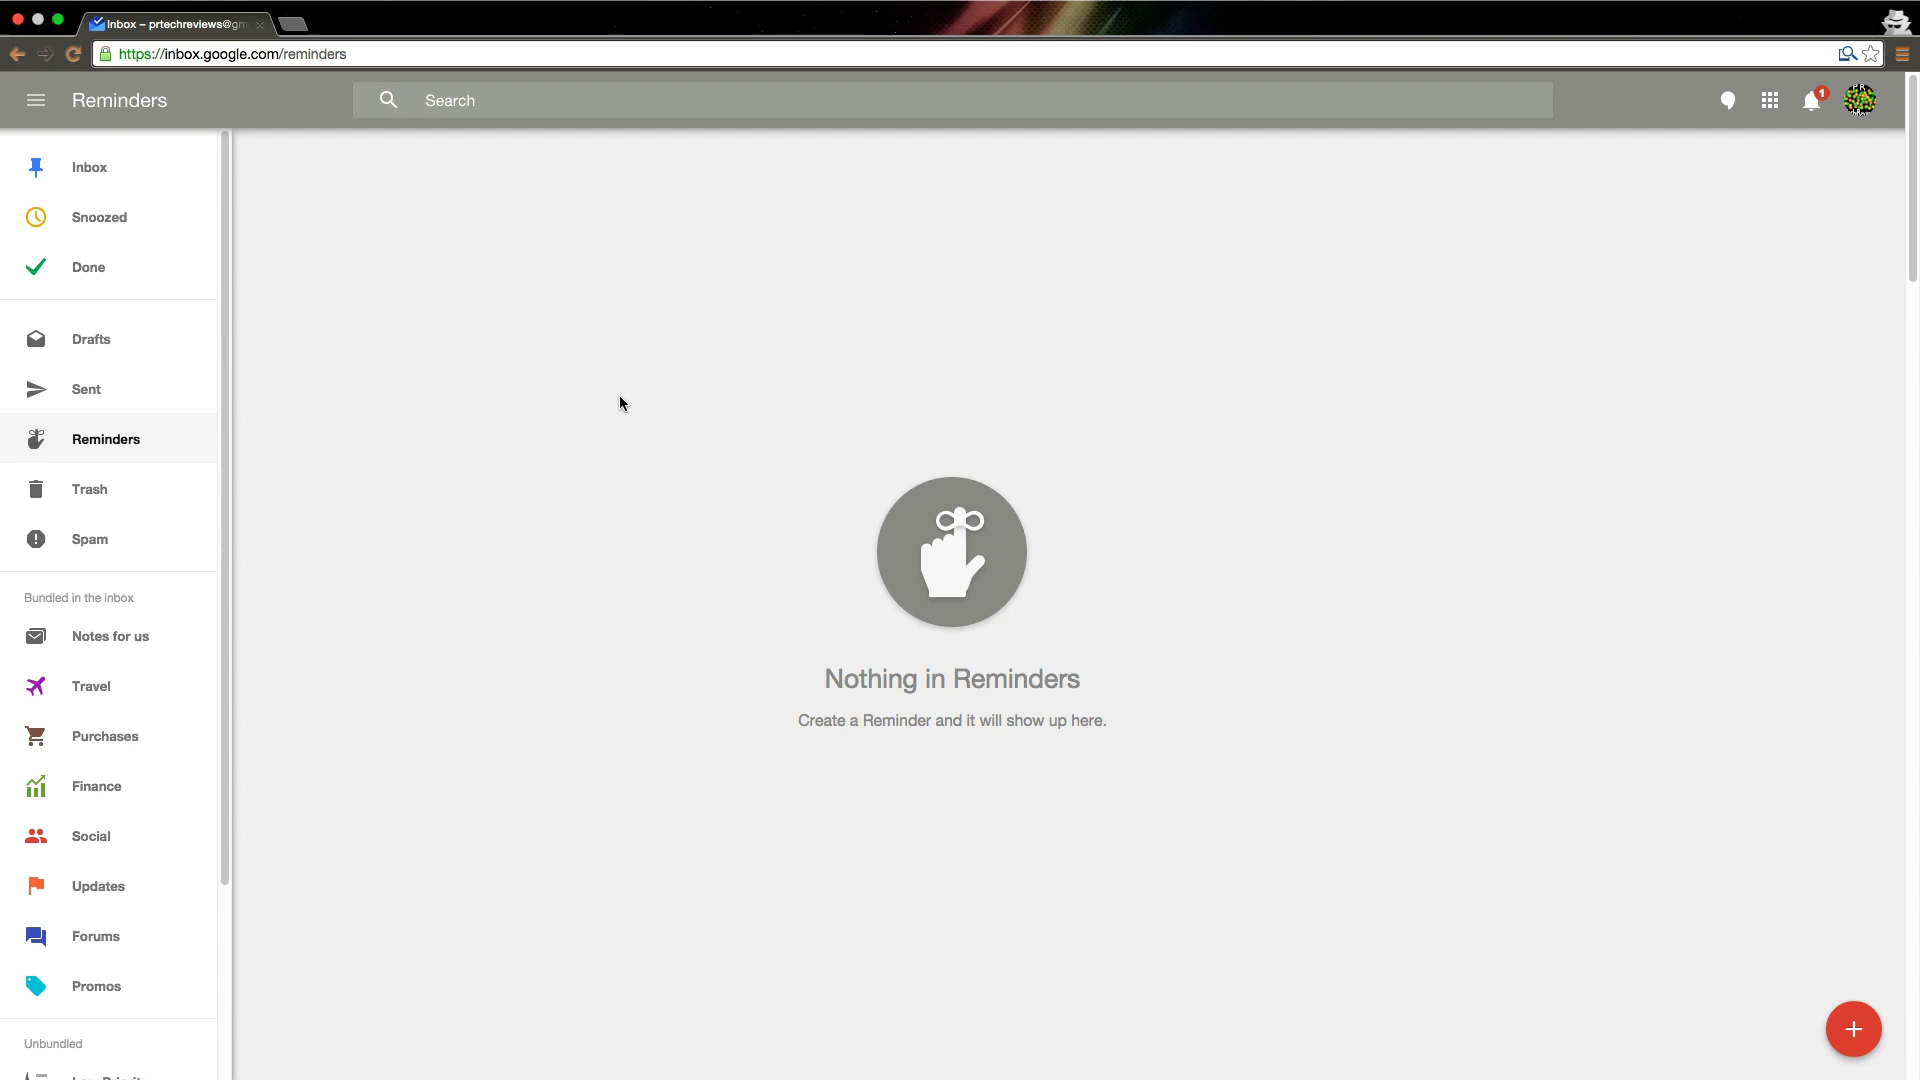 Inbox – prtechreviews@gm
https://inbox.google.com/reminders
Reminders
Search
1
Inbox
Snoozed
Done
Drafts
Sent
Reminders
Trash
Spam
Bundled in the inbox
Notes for us
Travel
Purchases
Finance
Social
Updates
Forums
Promos
Unbundled
Nothing in Reminders
Create a Reminder and it will show up here.